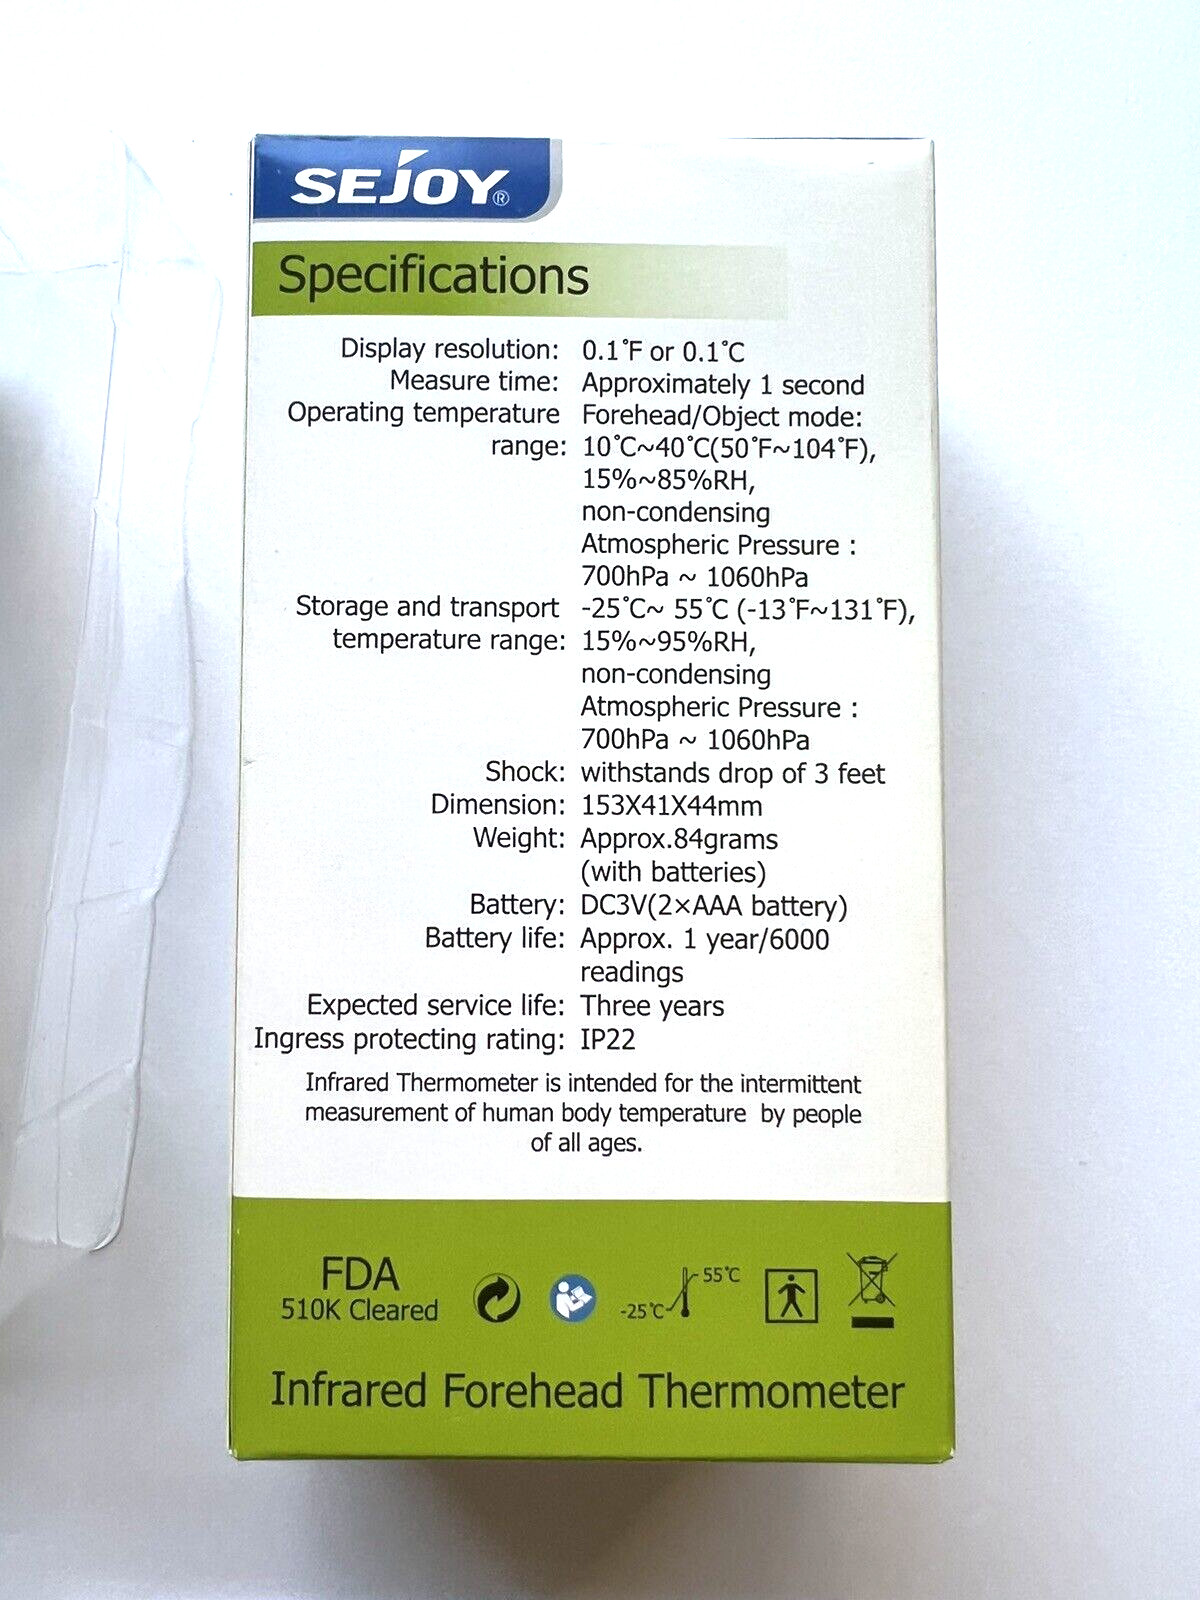 SEJOY®
Specifications
Display resolution: 0.1°F or 0.1°C
Measure time: Approximately 1 second
Operating temperature Forehead/Object mode:
range: 10°C~40°C(50°F~104°F),
15%~85%RH,
non-condensing
Atmospheric Pressure :
700hPa ~ 1060hPa
Storage and transport -25°C~ 55°C (-13°F~131°F),
temperature range: 15%~95%RH,
non-condensing
Atmospheric Pressure :
700hPa ~ 1060hPa
Shock: withstands drop of 3 feet
Dimension: 153X41X44mm
Weight: Approx.84grams
(with batteries)
Battery: DC3V(2×AAA battery)
Battery life: Approx. 1 year/6000
readings
Expected service life: Three years
Ingress protecting rating: IP22
Infrared Thermometer is intended for the intermittent
measurement of human body temperature by people
of all ages.
FDA
510K Cleared
-25°C 55°C
Infrared Forehead Thermometer